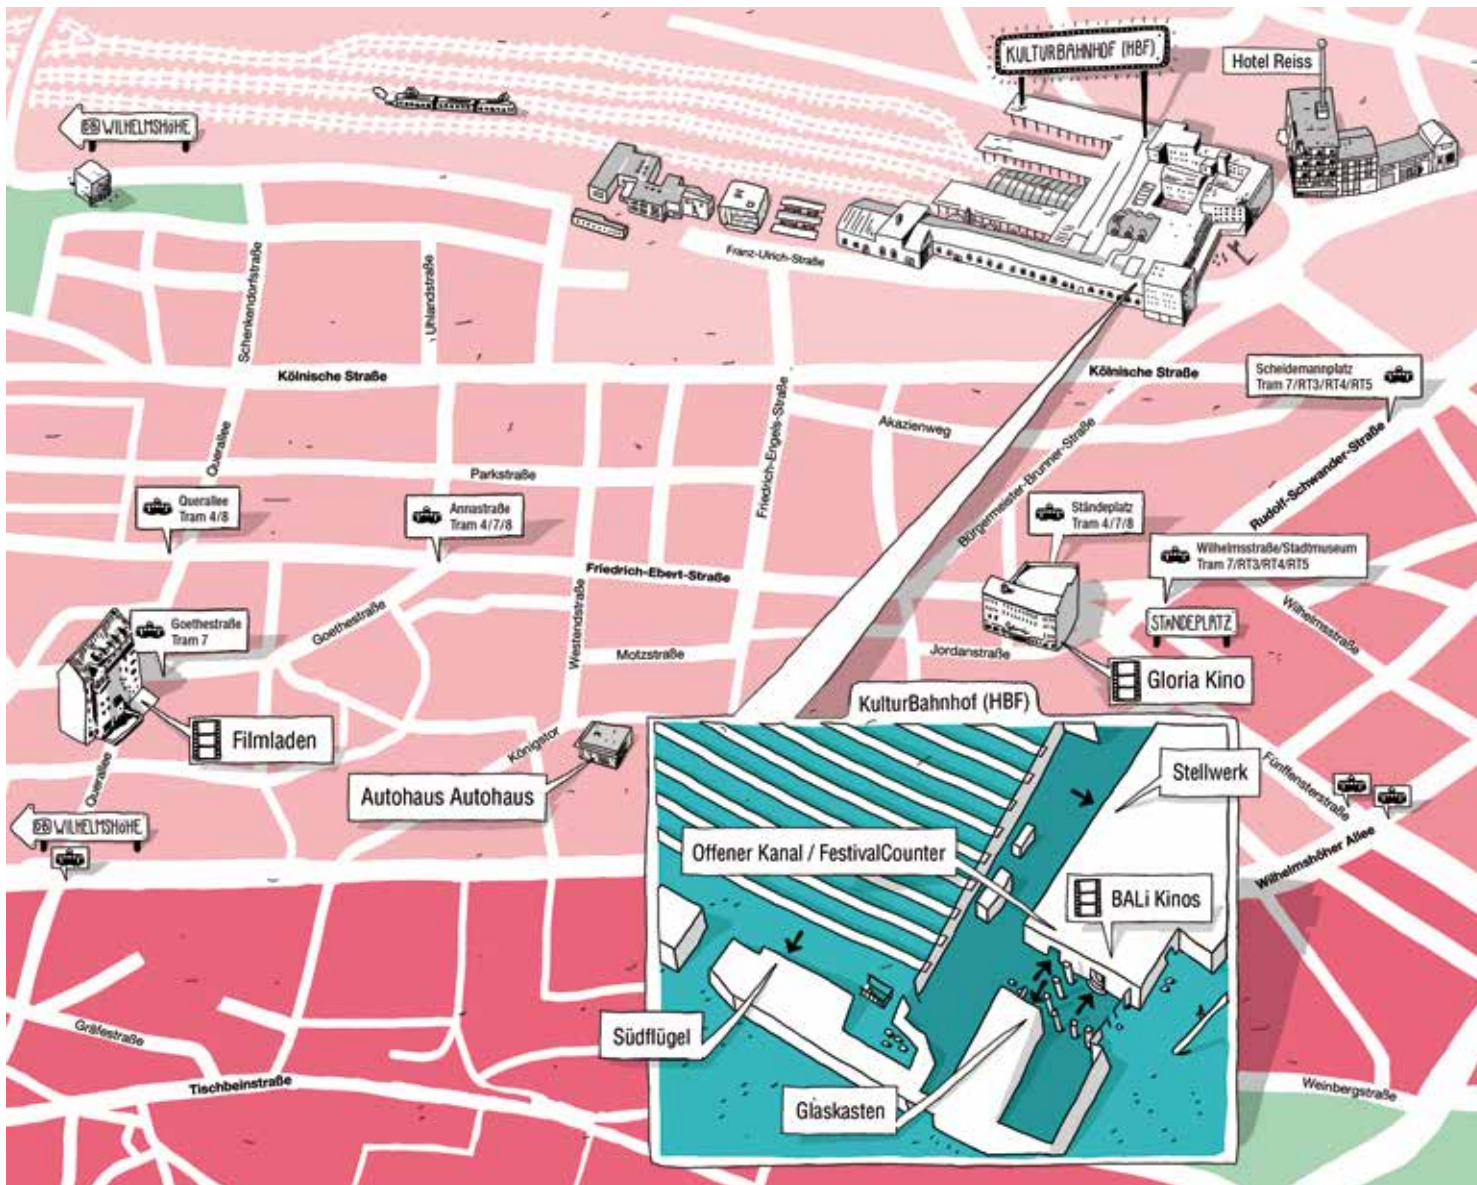 KULTURBAHNHOF (HBF)
Hotel Reiss
DB WILHELMSHÖHE
Franz-Ulrich-Straße
Schenkendorfstraße
Uhlandstraße
Kölnische Straße
Kölnische Straße
Scheidemannplatz
Tram 7/RT3/RT4/RT5
Akazienweg
Friedrich-Engels-Straße
Bürgermeister-Brunner-Straße
Rudolf-Schwander-Straße
Querallee
Parkstraße
Querallee
Tram 4/8
Annastraße
Tram 4/7/8
Ständeplatz
Tram 4/7/8
Wilhelmsstraße/Stadtmuseum
Tram 7/RT3/RT4/RT5
Friedrich-Ebert-Straße
Goethestraße
Tram 7
Goethestraße
Westendstraße
Motzstraße
Jordanstraße
STÄNDEPLATZ
Wilhelmsstraße
Gloria Kino
Filmladen
Königstor
Autohaus Autohaus
Querallee
DB WILHELMSHÖHE
Fünffensterstraße
Wilhelmshöher Allee
KulturBahnhof (HBF)
Stellwerk
Offener Kanal / FestivalCounter
BALi Kinos
Südflügel
Glaskasten
Gräfestraße
Tischbeinstraße
Weinbergstraße